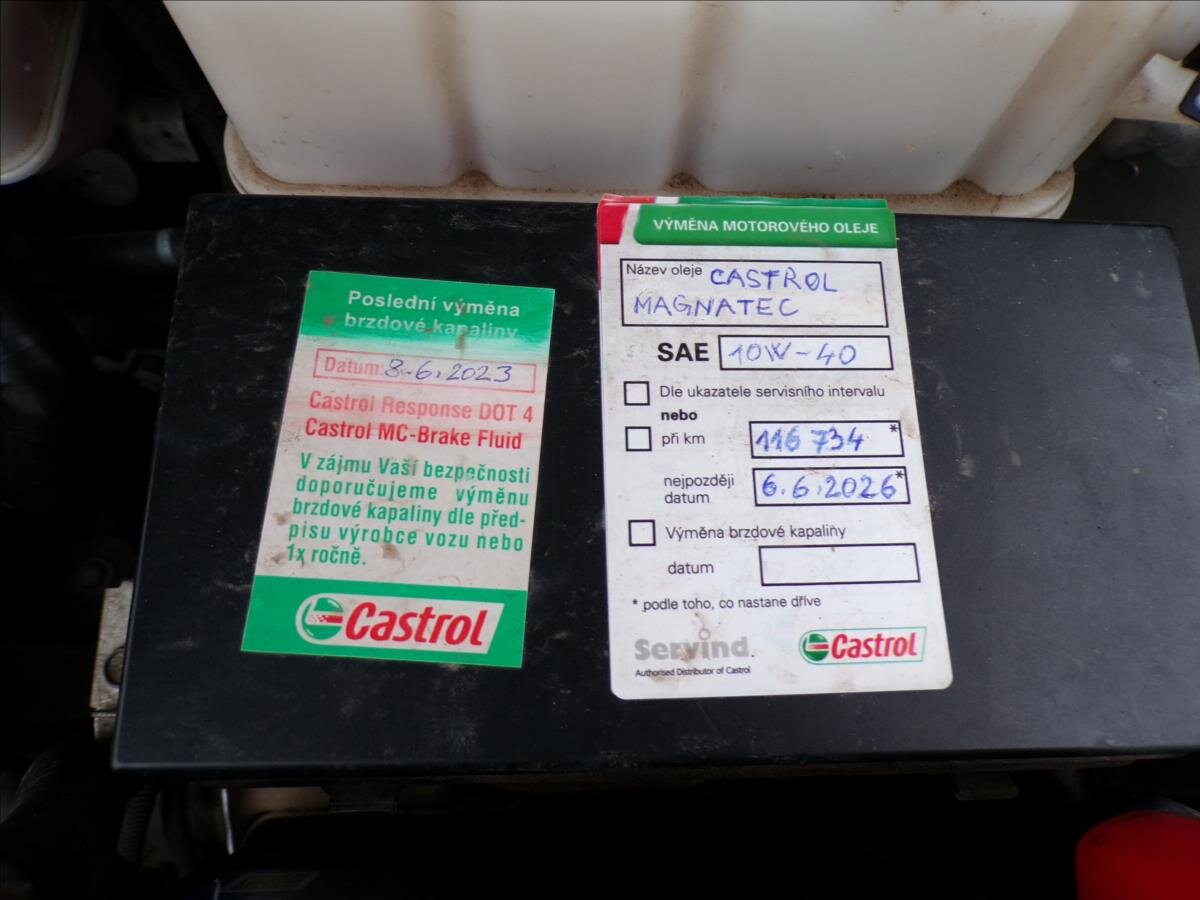 Poslední výměna
brzdové kapaliny
Datum: 8.6.2023
Castrol Response DOT 4
Castrol MC-Brake Fluid
V zájmu Vaší bezpečnosti
doporučujeme výměnu
brzdové kapaliny dle před-
pisu výrobce vozu nebo
1x ročně.
Castrol
VÝMĚNA MOTOROVÉHO OLEJE
Název oleje CASTROL
MAGNATEC
SAE 10W-40
Dle ukazatele servisního intervalu
nebo
při km 116 734 *
nejpozději
datum 6.6.2026 *
Výměna brzdové kapaliny
datum
* podle toho, co nastane dříve
Servind
Authorised Distributor of Castrol
Castrol